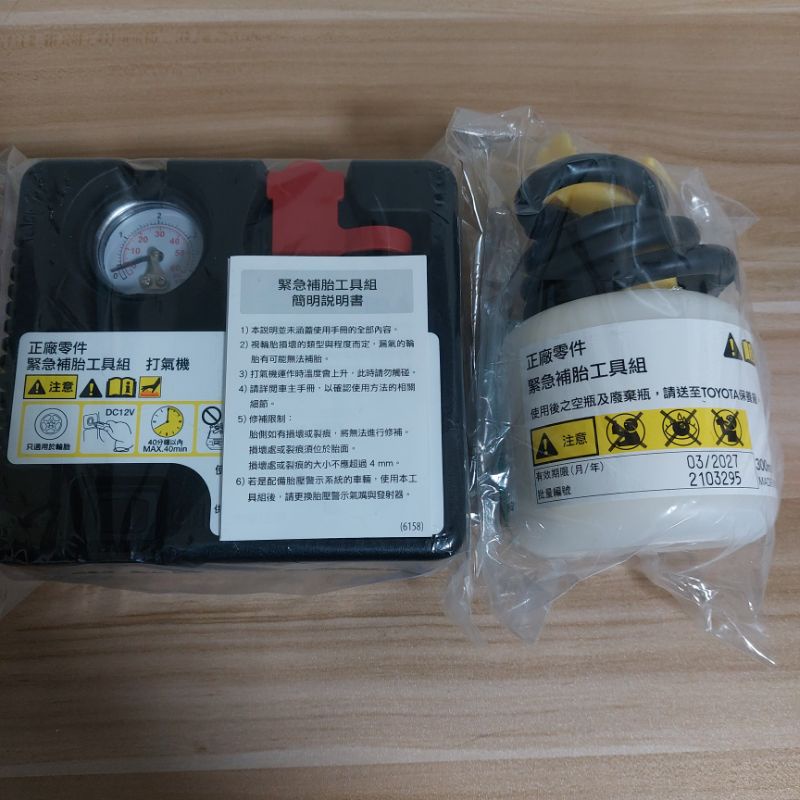 緊急補胎工具組
簡明說明書
1) 本說明並未涵蓋使用手冊的全部內容。
2) 視輪胎損壞的類型與程度而定，漏氣的輪
胎有可能無法補胎。
3) 打氣機運作時溫度會上升，此時請勿觸碰。
4) 請詳閱車主手冊，以確認使用方法的相關
細節。
5) 修補限制：
胎側如有損壞或裂痕，將無法進行修補。
損壞處或裂痕須位於胎面。
損壞處或裂痕的大小不應超過 4 mm。
6) 若是配備胎壓警示系統的車輛，使用本工
具組後，請更換胎壓警示氣嘴與發射器。
(6158)
正廠零件
緊急補胎工具組 打氣機
注意
只適用於輪胎
DC12V
40分鐘以內
MAX.40min
0 1 2
10 20 30 40 50
正廠零件
緊急補胎工具組
使用後之空瓶及廢棄瓶，請送至TOYOTA
注意
有效期限(月/年) 03/2027
批量編號 2103295
300m